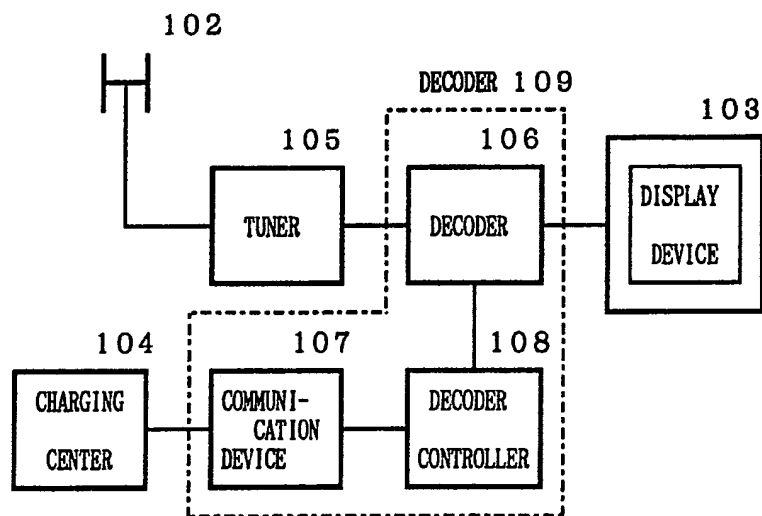 102
DECODER 109
103
105
106
TUNER
DECODER
DISPLAY
DEVICE
104
107
108
CHARGING
CENTER
COMMUNI-
CATION
DEVICE
DECODER
CONTROLLER